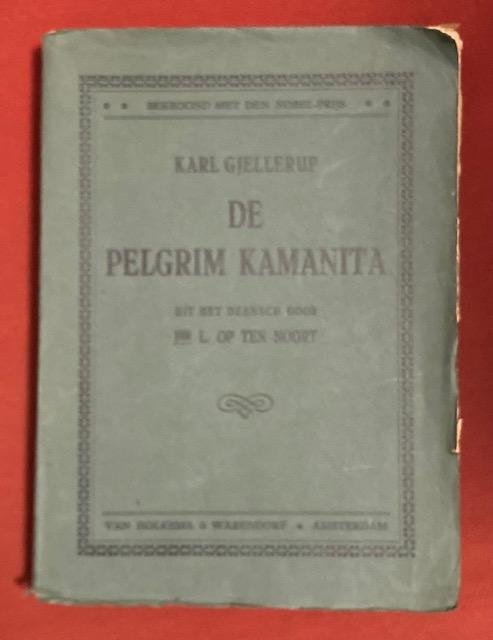 BEKROOND MET DEN NOBEL-PRIJS
KARL GJELLERUP
DE
PELGRIM KAMANITA
UIT HET DEENSCH DOOR
L. OP TEN NOORT
VAN HOLKEMA & WARENDORF • AMSTERDAM